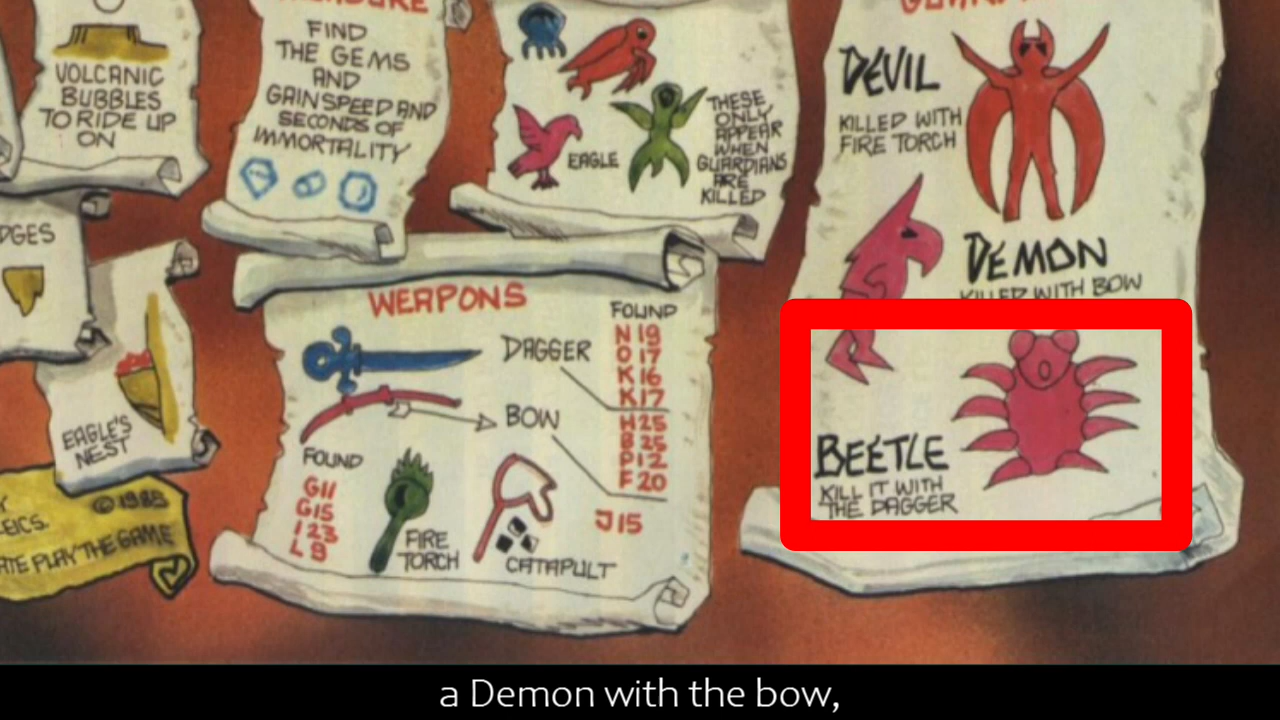 VOLCANIC
BUBBLES
TO RIDE UP
ON
FIND
THE GEMS
AND
GAIN SPEED AND
SECONDS OF
IMMORTALITY
EAGLE
THESE
ONLY
APPEAR
WHEN
GUARDIANS
ARE
KILLED
DEVIL
KILLED WITH
FIRE TORCH
DEMON
KILLED WITH BOW
BEETLE
KILL IT WITH
THE DAGGER
WEAPONS
DAGGER
BOW
FOUND
N 19
O 17
K 16
K 17
H 25
B 25
P 12
F 20
FOUND
G11
G15
I 23
L 9
FIRE
TORCH
CATAPULT
J15
EAGLE'S
NEST
© 1985
PLAY THE GAME
a Demon with the bow,